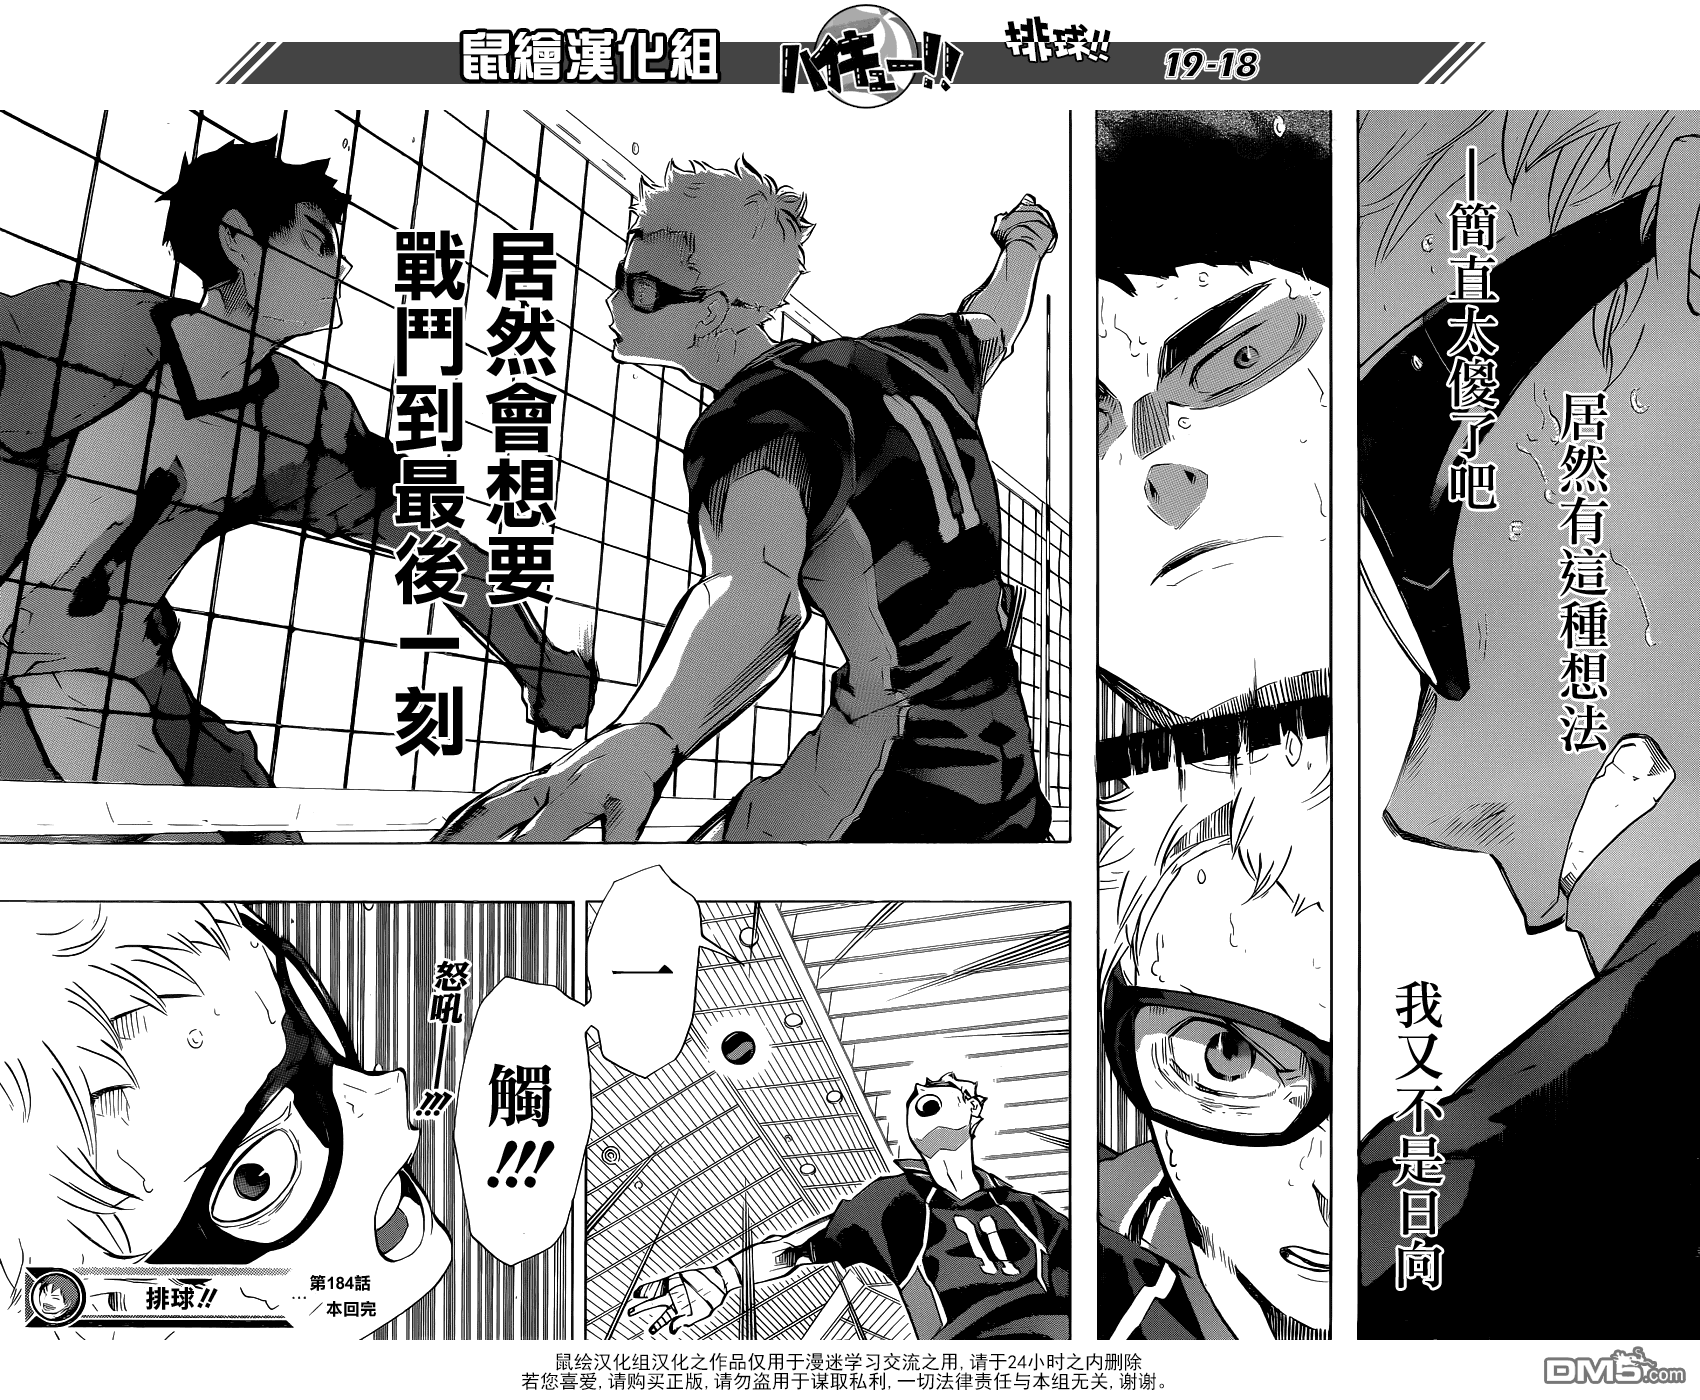 鼠繪漢化組
ハイキュー!!
排球!!
19-18
—簡直太傻了吧
居然有這種想法
我又不是日向
居然會想要
戰鬥到最後一刻
一
觸!!!
怒吼——!!!
排球!!
第184話
…
／本回完
鼠绘汉化组汉化之作品仅用于漫迷学习交流之用,请于24小时之内删除
若您喜爱,请购买正版,请勿盗用于谋取私利,一切法律责任与本组无关,谢谢。
DM5.com